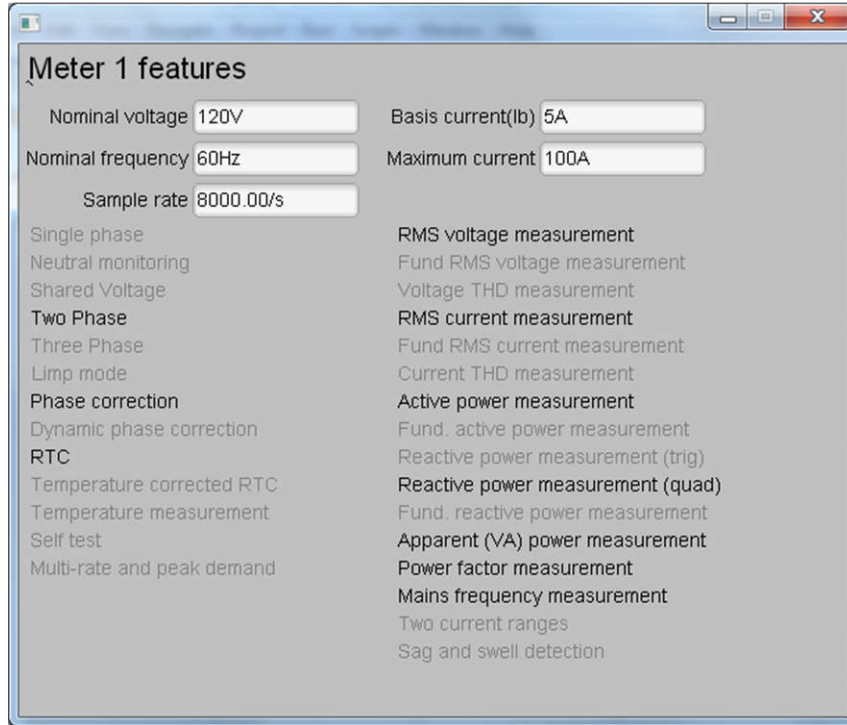 Meter 1 features
Nominal voltage 120V
Basis current(Ib) 5A
Nominal frequency 60Hz
Maximum current 100A
Sample rate 8000.00/s
Single phase
Neutral monitoring
Shared Voltage
Two Phase
Three Phase
Limp mode
Phase correction
Dynamic phase correction
RTC
Temperature corrected RTC
Temperature measurement
Self test
Multi-rate and peak demand
RMS voltage measurement
Fund RMS voltage measurement
Voltage THD measurement
RMS current measurement
Fund RMS current measurement
Current THD measurement
Active power measurement
Fund. active power measurement
Reactive power measurement (trig)
Reactive power measurement (quad)
Fund. reactive power measurement
Apparent (VA) power measurement
Power factor measurement
Mains frequency measurement
Two current ranges
Sag and swell detection